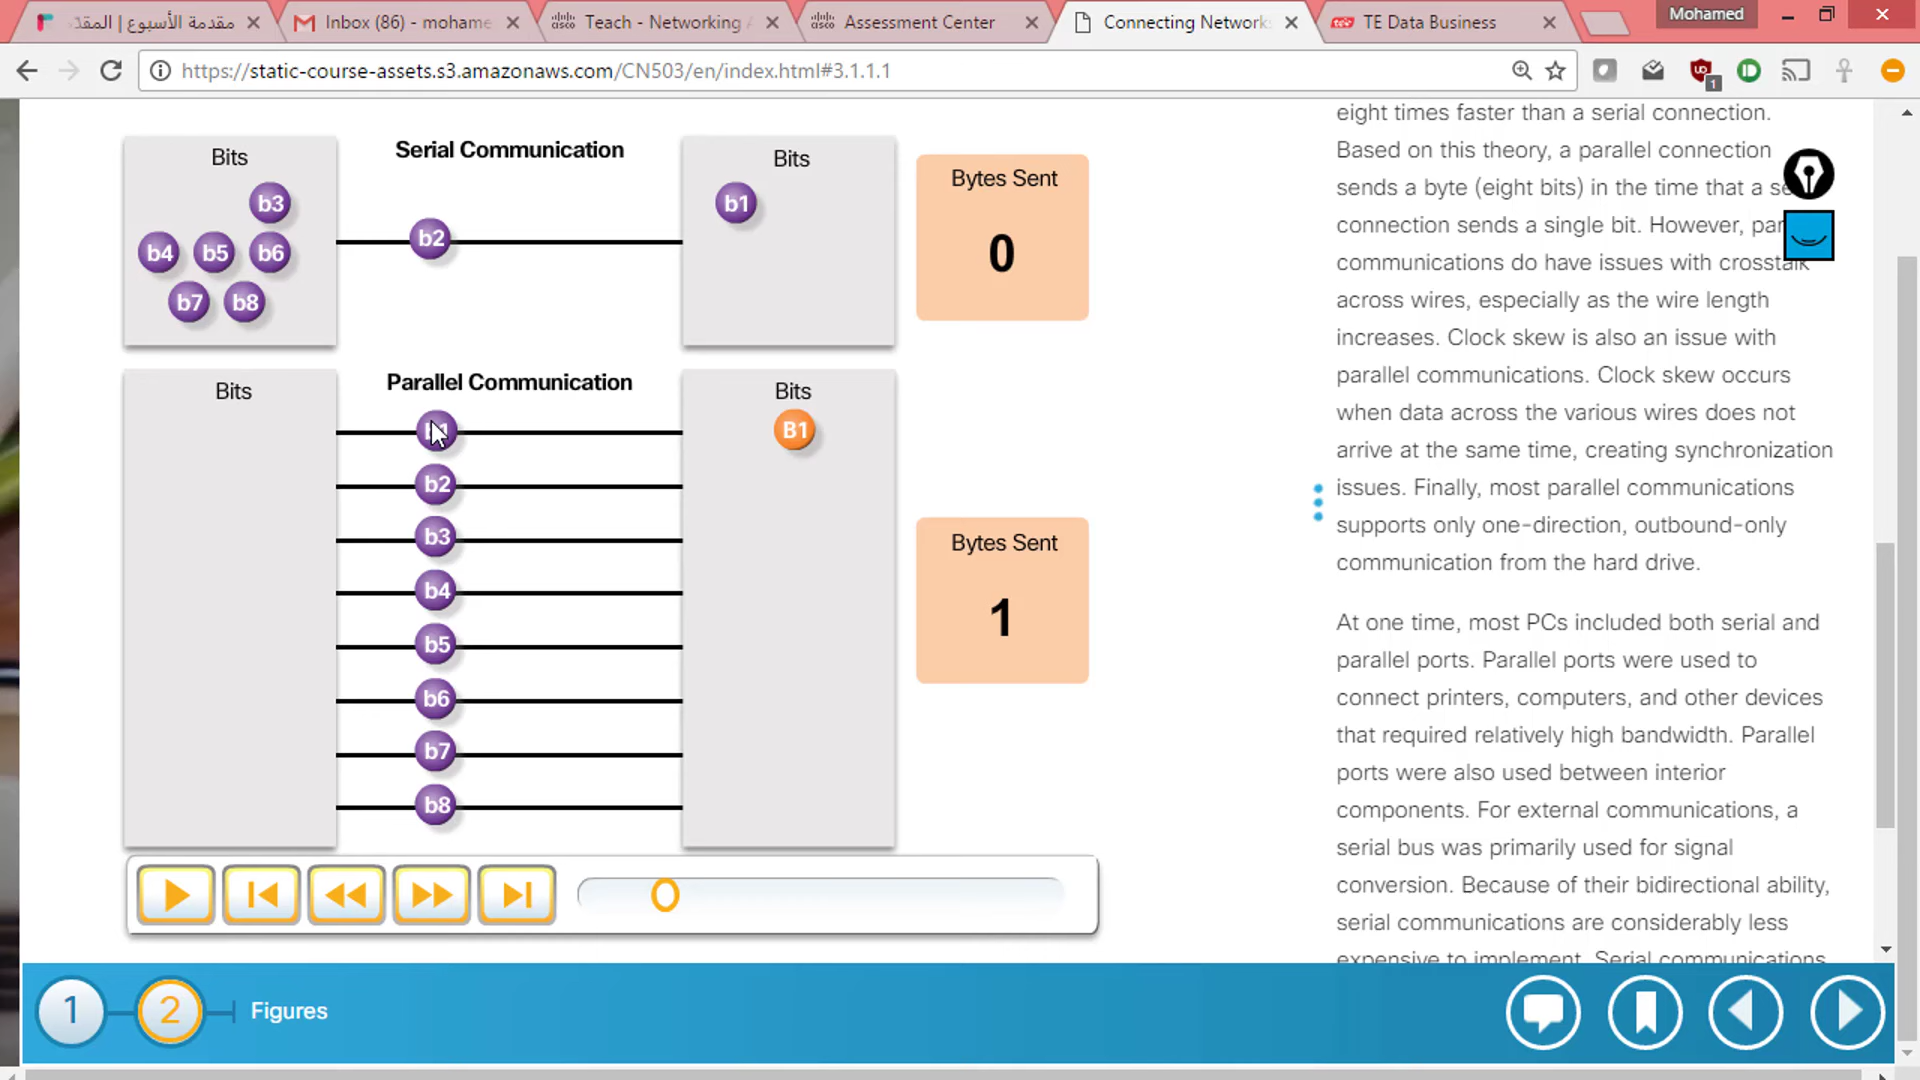 مقدمة الأسبوع | المقد
Inbox (86) - mohame
Teach - Networking A
Assessment Center
Connecting Network
TE Data Business
Mohamed
https://static-course-assets.s3.amazonaws.com/CN503/en/index.html#3.1.1.1
1
Serial Communication
Bits
b3
b4 b5 b6
b7 b8
b2
Bits
b1
Bytes Sent
0
Parallel Communication
Bits
Bits
B1
b2
b3
b4
b5
b6
b7
b8
Bytes Sent
1
eight times faster than a serial connection.
Based on this theory, a parallel connection
sends a byte (eight bits) in the time that a se
connection sends a single bit. However, par
communications do have issues with crosstalk
across wires, especially as the wire length
increases. Clock skew is also an issue with
parallel communications. Clock skew occurs
when data across the various wires does not
arrive at the same time, creating synchronization
issues. Finally, most parallel communications
supports only one-direction, outbound-only
communication from the hard drive.
At one time, most PCs included both serial and
parallel ports. Parallel ports were used to
connect printers, computers, and other devices
that required relatively high bandwidth. Parallel
ports were also used between interior
components. For external communications, a
serial bus was primarily used for signal
conversion. Because of their bidirectional ability,
serial communications are considerably less
expensive to implement. Serial communications
1 2 Figures